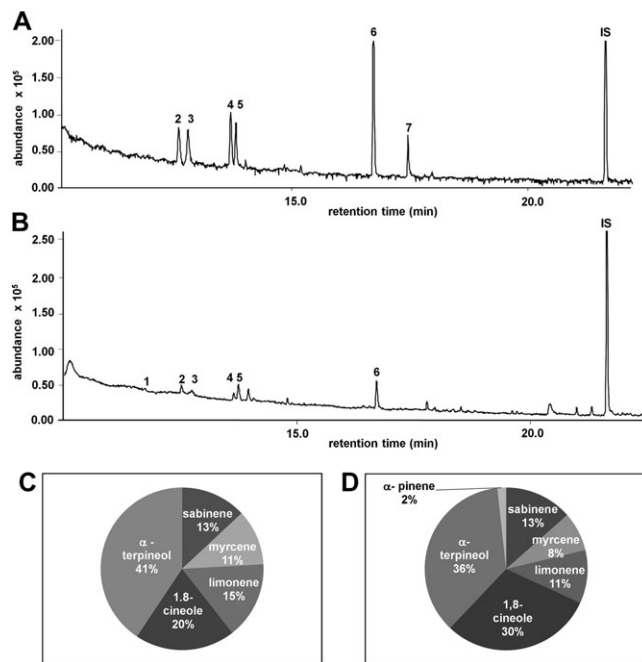 A
abundance x 10⁵
2.00
1.50
1.00
0.50
0.00
2 3
4 5
6
7
IS
15.0
20.0
retention time (min)
B
abundance x 10⁵
2.50
2.00
1.50
1.00
0.50
0.00
1
2 3
4 5
6
IS
15.0
20.0
retention time (min)
C
sabinene
13%
myrcene
11%
limonene
15%
1.8-
cineole
20%
α -
terpineol
41%
D
α- pinene
2%
sabinene
13%
myrcene
8%
limonene
11%
1,8-
cineole
30%
α-
terpineol
36%